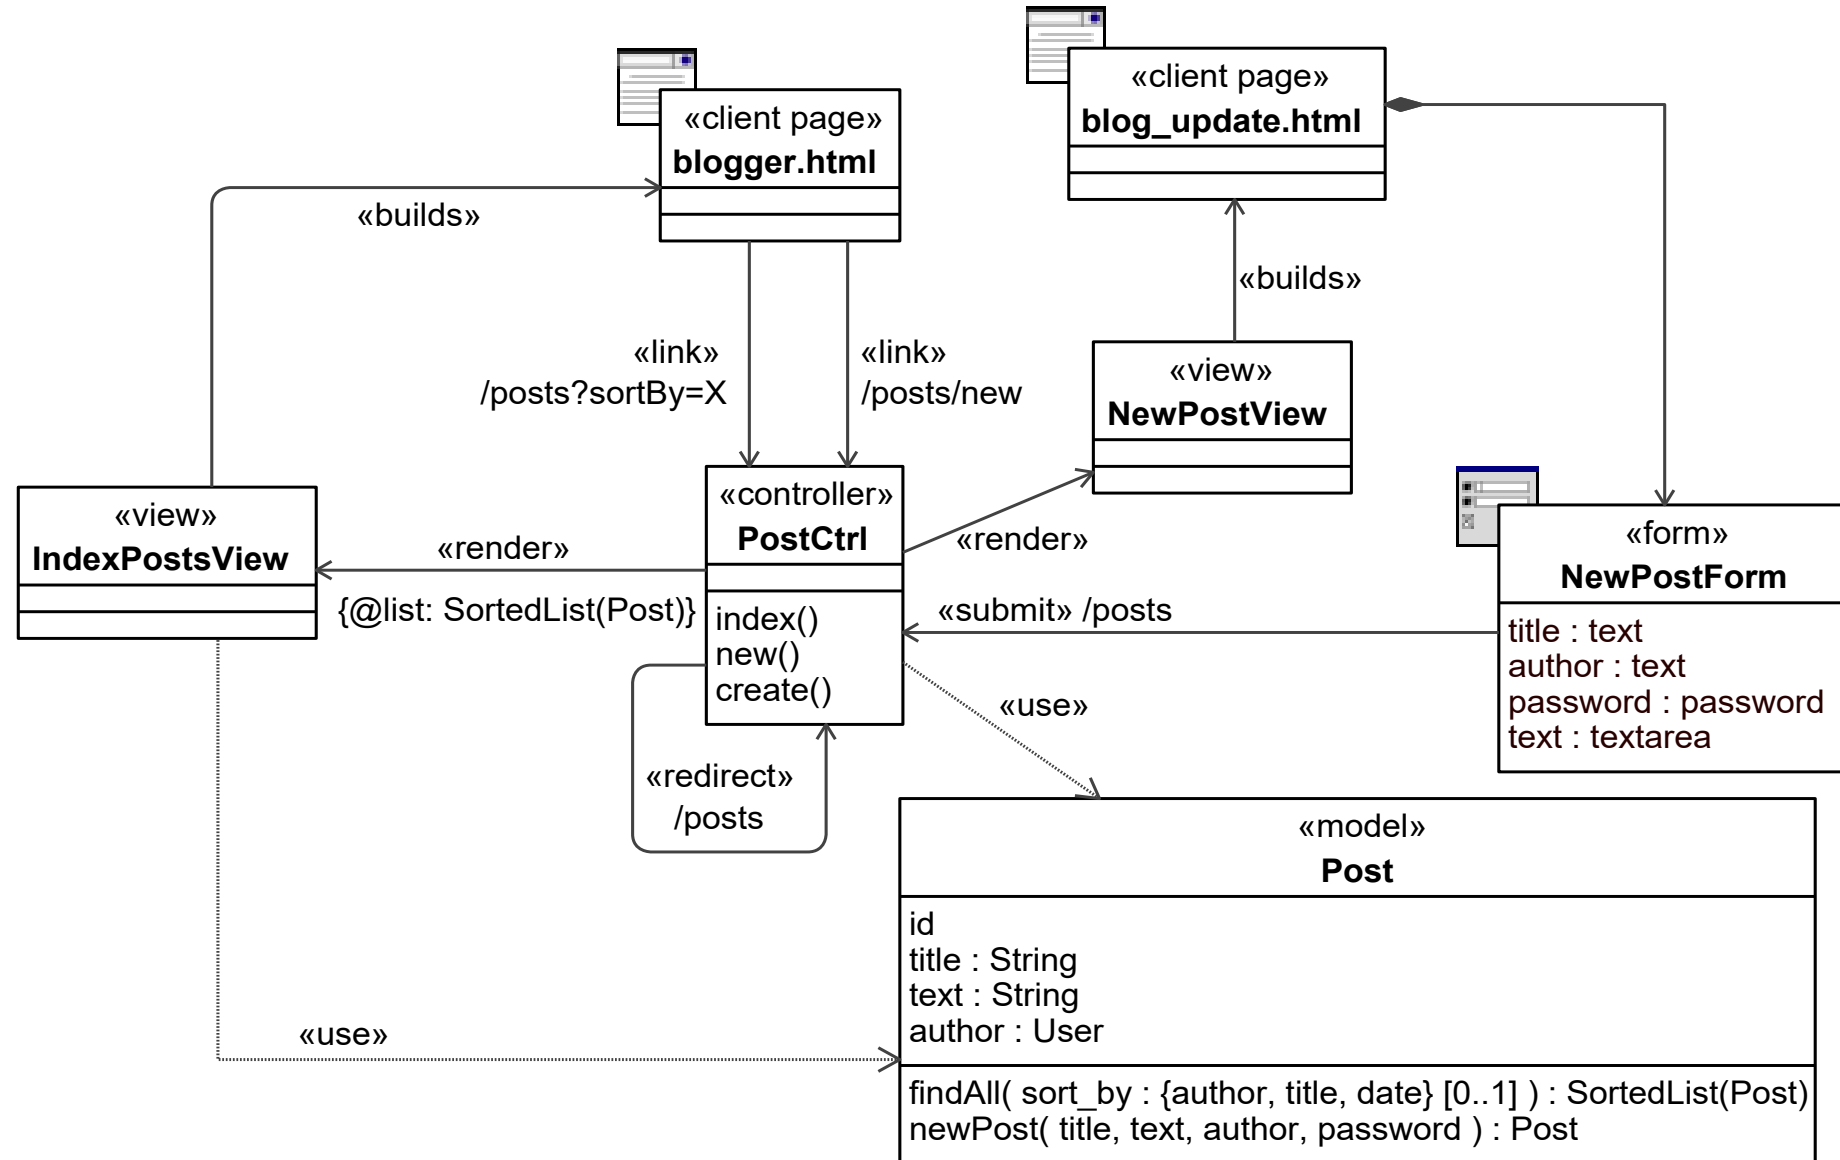 «client page»
blog_update.html
«client page»
blogger.html
«builds»
«builds»
«link»
/posts?sortBy=X
«link»
/posts/new
«view»
NewPostView
«view»
IndexPostsView
«controller»
PostCtrl
index()
new()
create()
«render»
{@list: SortedList(Post)}
«render»
«form»
NewPostForm
title : text
author : text
password : password
text : textarea
«submit» /posts
«use»
«redirect»
/posts
«model»
Post
id
title : String
text : String
author : User
findAll( sort_by : {author, title, date} [0..1] ) : SortedList(Post)
newPost( title, text, author, password ) : Post
«use»